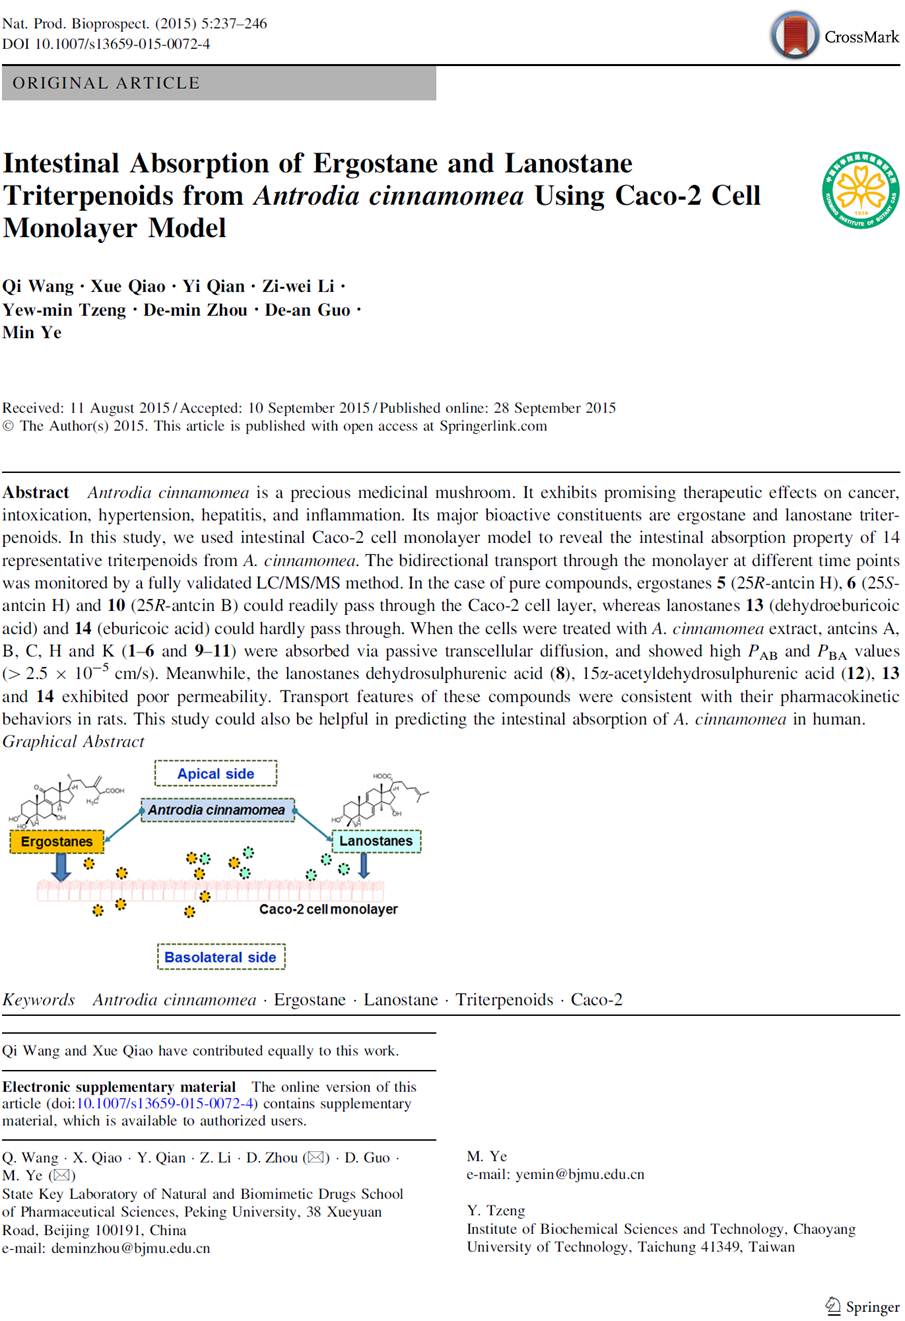 Nat. Prod. Bioprospect. (2015) 5:237–246
DOI 10.1007/s13659-015-0072-4
CrossMark
ORIGINAL ARTICLE
Intestinal Absorption of Ergostane and Lanostane
Triterpenoids from Antrodia cinnamomea Using Caco-2 Cell
Monolayer Model
Qi Wang · Xue Qiao · Yi Qian · Zi-wei Li ·
Yew-min Tzeng · De-min Zhou · De-an Guo ·
Min Ye
Received: 11 August 2015 / Accepted: 10 September 2015 / Published online: 28 September 2015
© The Author(s) 2015. This article is published with open access at Springerlink.com
Abstract Antrodia cinnamomea is a precious medicinal mushroom. It exhibits promising therapeutic effects on cancer,
intoxication, hypertension, hepatitis, and inflammation. Its major bioactive constituents are ergostane and lanostane triter-
penoids. In this study, we used intestinal Caco-2 cell monolayer model to reveal the intestinal absorption property of 14
representative triterpenoids from A. cinnamomea. The bidirectional transport through the monolayer at different time points
was monitored by a fully validated LC/MS/MS method. In the case of pure compounds, ergostanes 5 (25R-antcin H), 6 (25S-
antcin H) and 10 (25R-antcin B) could readily pass through the Caco-2 cell layer, whereas lanostanes 13 (dehydroeburicoic
acid) and 14 (eburicoic acid) could hardly pass through. When the cells were treated with A. cinnamomea extract, antcins A,
B, C, H and K (1–6 and 9–11) were absorbed via passive transcellular diffusion, and showed high PAB and PBA values
(> 2.5 × 10−5 cm/s). Meanwhile, the lanostanes dehydrosulphurenic acid (8), 15α-acetyldehydrosulphurenic acid (12), 13
and 14 exhibited poor permeability. Transport features of these compounds were consistent with their pharmacokinetic
behaviors in rats. This study could also be helpful in predicting the intestinal absorption of A. cinnamomea in human.
Graphical Abstract
Apical side
Antrodia cinnamomea
Ergostanes
Lanostanes
Caco-2 cell monolayer
Basolateral side
Keywords Antrodia cinnamomea · Ergostane · Lanostane · Triterpenoids · Caco-2
Qi Wang and Xue Qiao have contributed equally to this work.
Electronic supplementary material The online version of this
article (doi:10.1007/s13659-015-0072-4) contains supplementary
material, which is available to authorized users.
Q. Wang · X. Qiao · Y. Qian · Z. Li · D. Zhou (✉) · D. Guo ·
M. Ye (✉)
State Key Laboratory of Natural and Biomimetic Drugs School
of Pharmaceutical Sciences, Peking University, 38 Xueyuan
Road, Beijing 100191, China
e-mail: deminzhou@bjmu.edu.cn
M. Ye
e-mail: yemin@bjmu.edu.cn
Y. Tzeng
Institute of Biochemical Sciences and Technology, Chaoyang
University of Technology, Taichung 41349, Taiwan
Springer